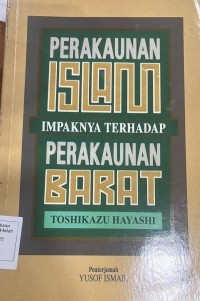 PERAKAUNAN
ISLAM
IMPAKNYA TERHADAP
PERAKAUNAN
BARAT
TOSHIKAZU HAYASHI
Penterjemah
YUSOF ISMAIL